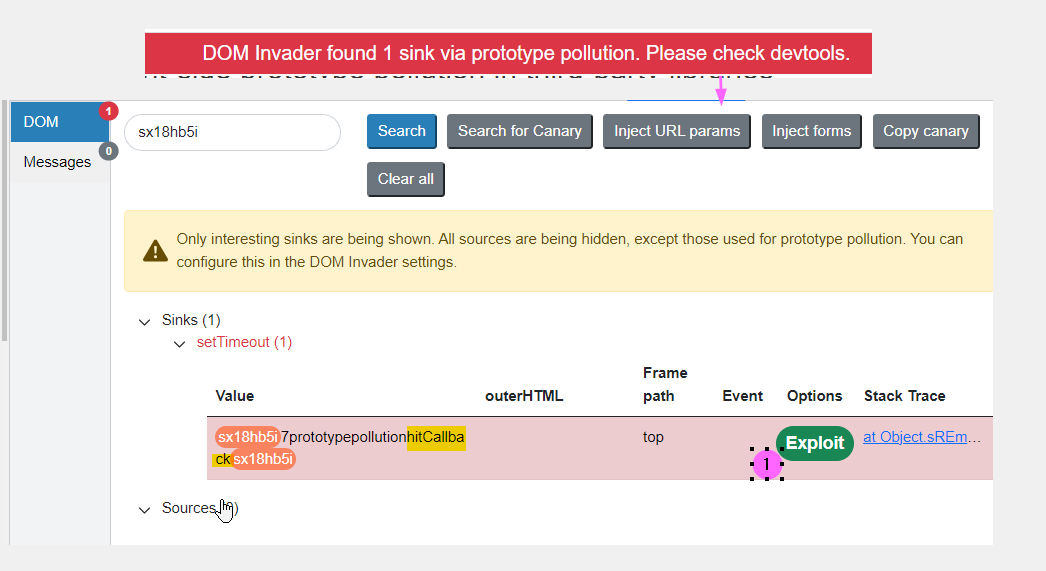 DOM Invader found 1 sink via prototype pollution. Please check devtools.
DOM 1
Messages 0
sx18hb5i
Search Search for Canary Inject URL params Inject forms Copy canary
Clear all
Only interesting sinks are being shown. All sources are being hidden, except those used for prototype pollution. You can
configure this in the DOM Invader settings.
Sinks (1)
setTimeout (1)
Frame
Value outerHTML path Event Options Stack Trace
sx18hb5i7prototypepollutionhitCallba top Exploit at Object.sREm…
cksx18hb5i
1
Sources